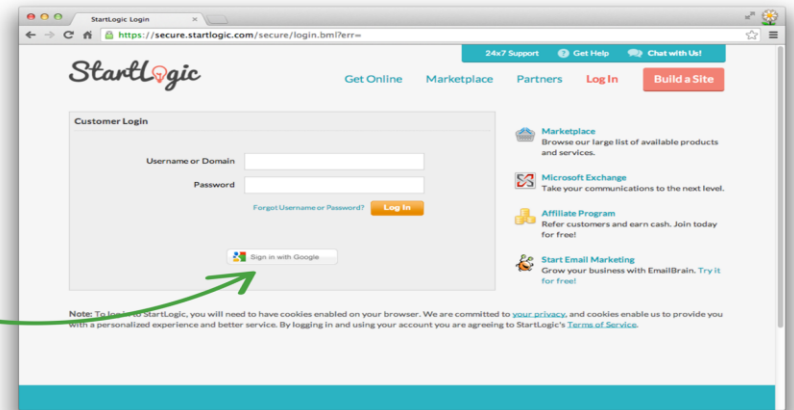 StartLogic Login
https://secure.startlogic.com/secure/login.bml?err=
24x7 Support Get Help Chat with Us!
StartLogic
Get Online Marketplace Partners Log In Build a Site
Customer Login
Username or Domain
Password
Forgot Username or Password? Log In
Sign in with Google
Marketplace
Browse our large list of available products
and services.
Microsoft Exchange
Take your communications to the next level.
Affiliate Program
Refer customers and earn cash. Join today
for free!
Start Email Marketing
Grow your business with EmailBrain. Try it
for free!
Note: To log in to StartLogic, you will need to have cookies enabled on your browser. We are committed to your privacy, and cookies enable us to provide you
with a personalized experience and better service. By logging in and using your account you are agreeing to StartLogic's Terms of Service.